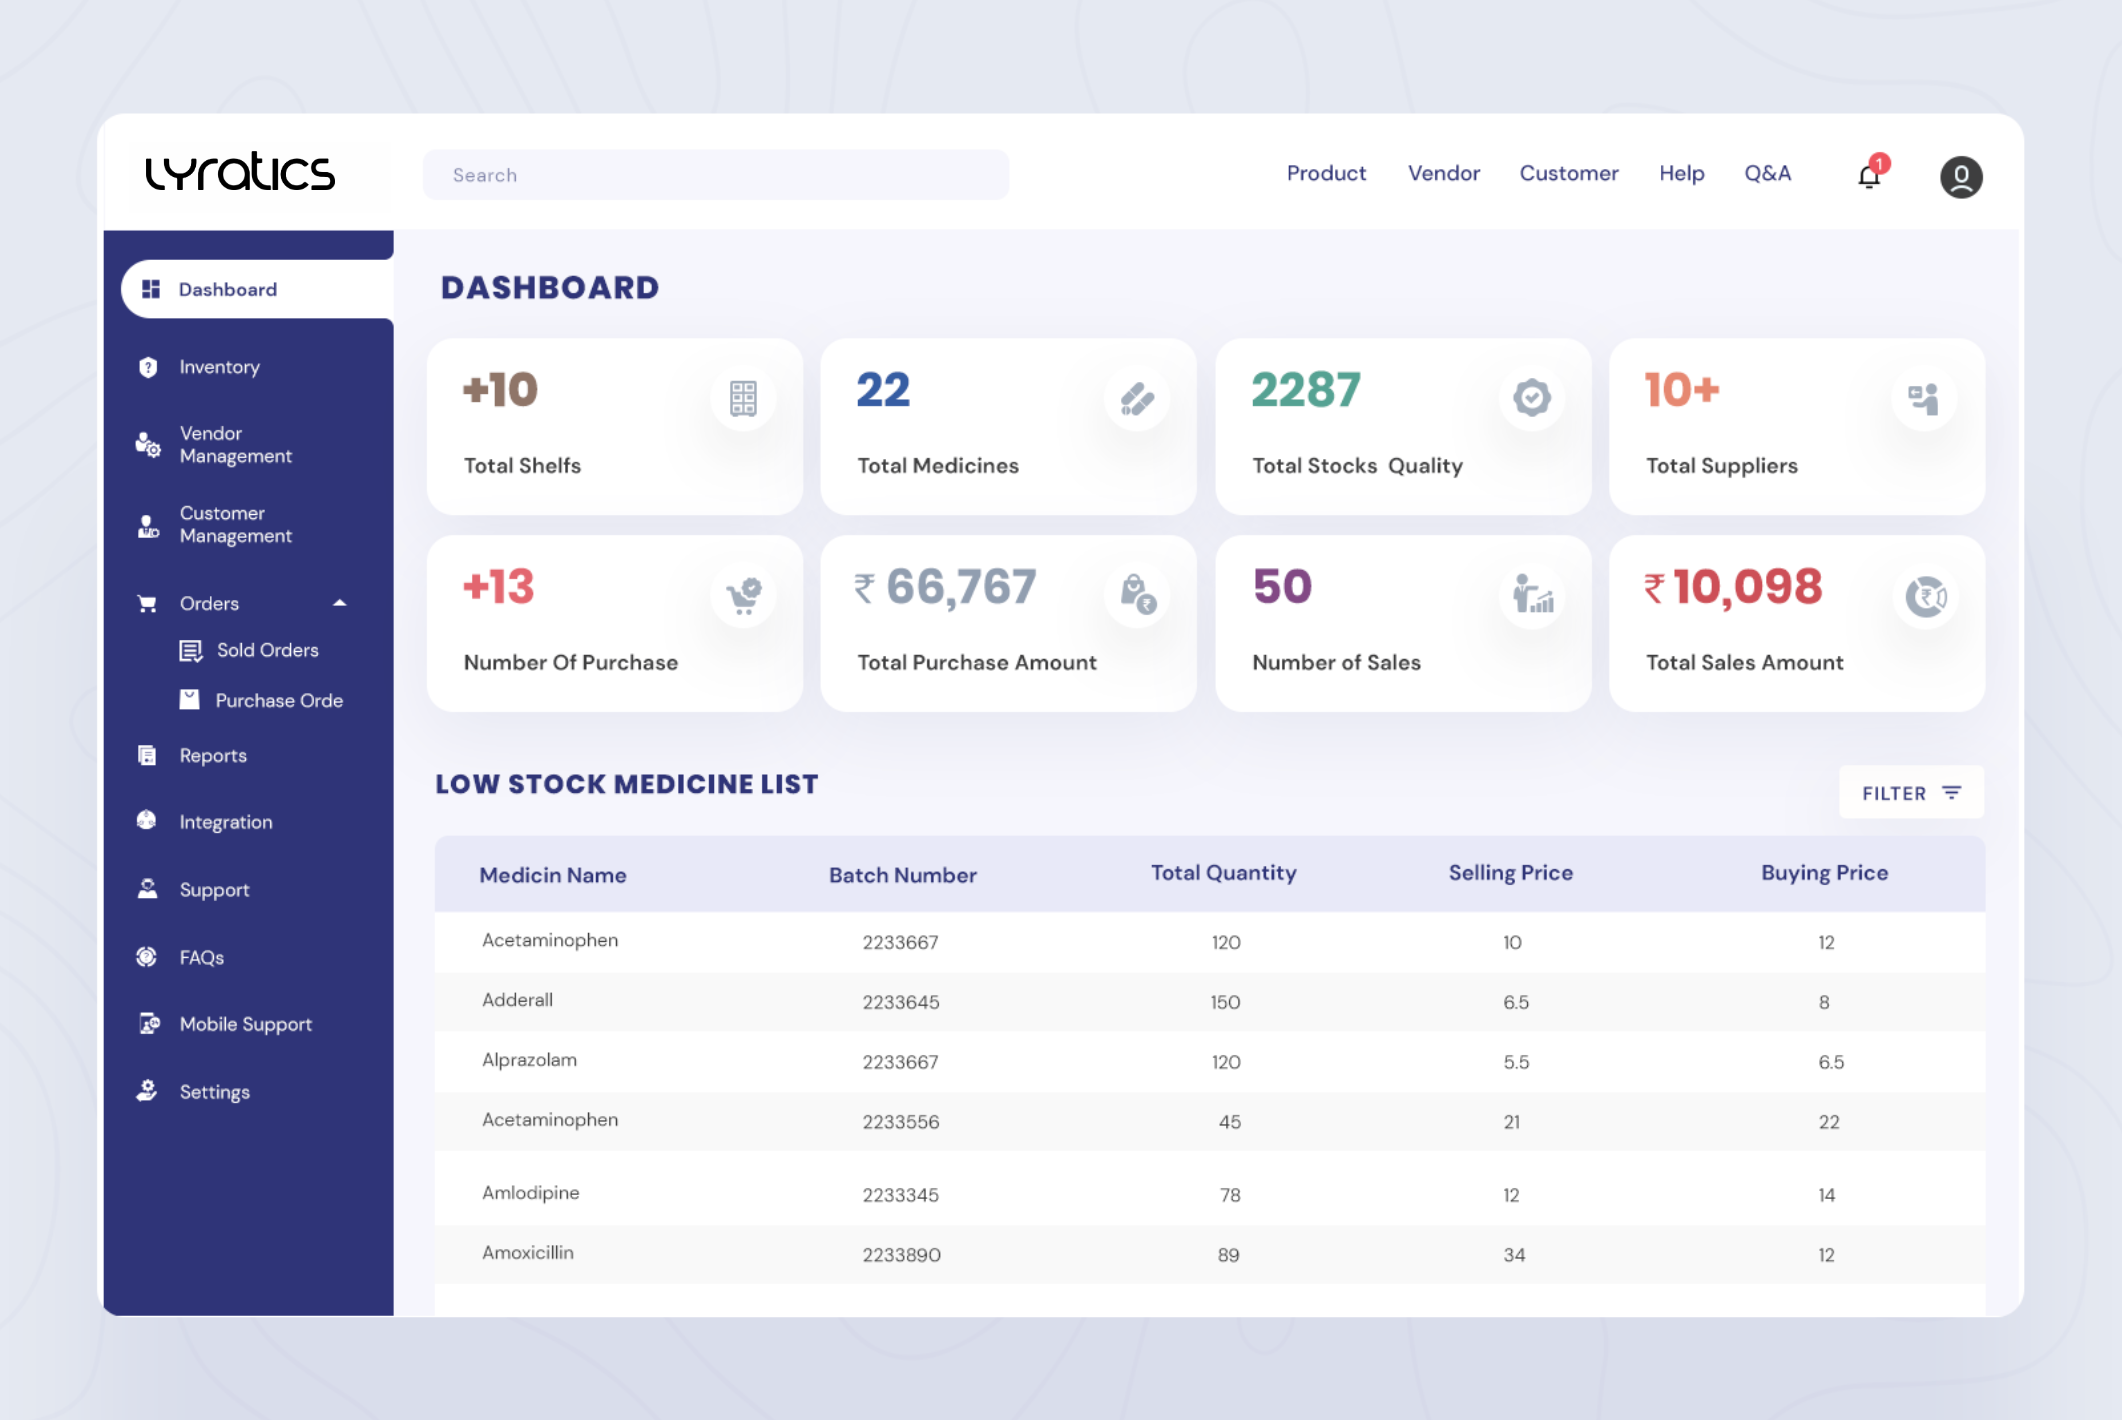 Lyratics
Search
Product Vendor Customer Help Q&A
1
Dashboard
Inventory
Vendor
Management
Customer
Management
Orders
Sold Orders
Purchase Orde
Reports
Integration
Support
FAQs
Mobile Support
Settings
DASHBOARD
+10
Total Shelfs
22
Total Medicines
2287
Total Stocks Quality
10+
Total Suppliers
+13
Number Of Purchase
₹ 66,767
Total Purchase Amount
50
Number of Sales
₹ 10,098
Total Sales Amount
LOW STOCK MEDICINE LIST
FILTER
Medicin Name Batch Number Total Quantity Selling Price Buying Price
Acetaminophen 2233667 120 10 12
Adderall 2233645 150 6.5 8
Alprazolam 2233667 120 5.5 6.5
Acetaminophen 2233556 45 21 22
Amlodipine 2233345 78 12 14
Amoxicillin 2233890 89 34 12